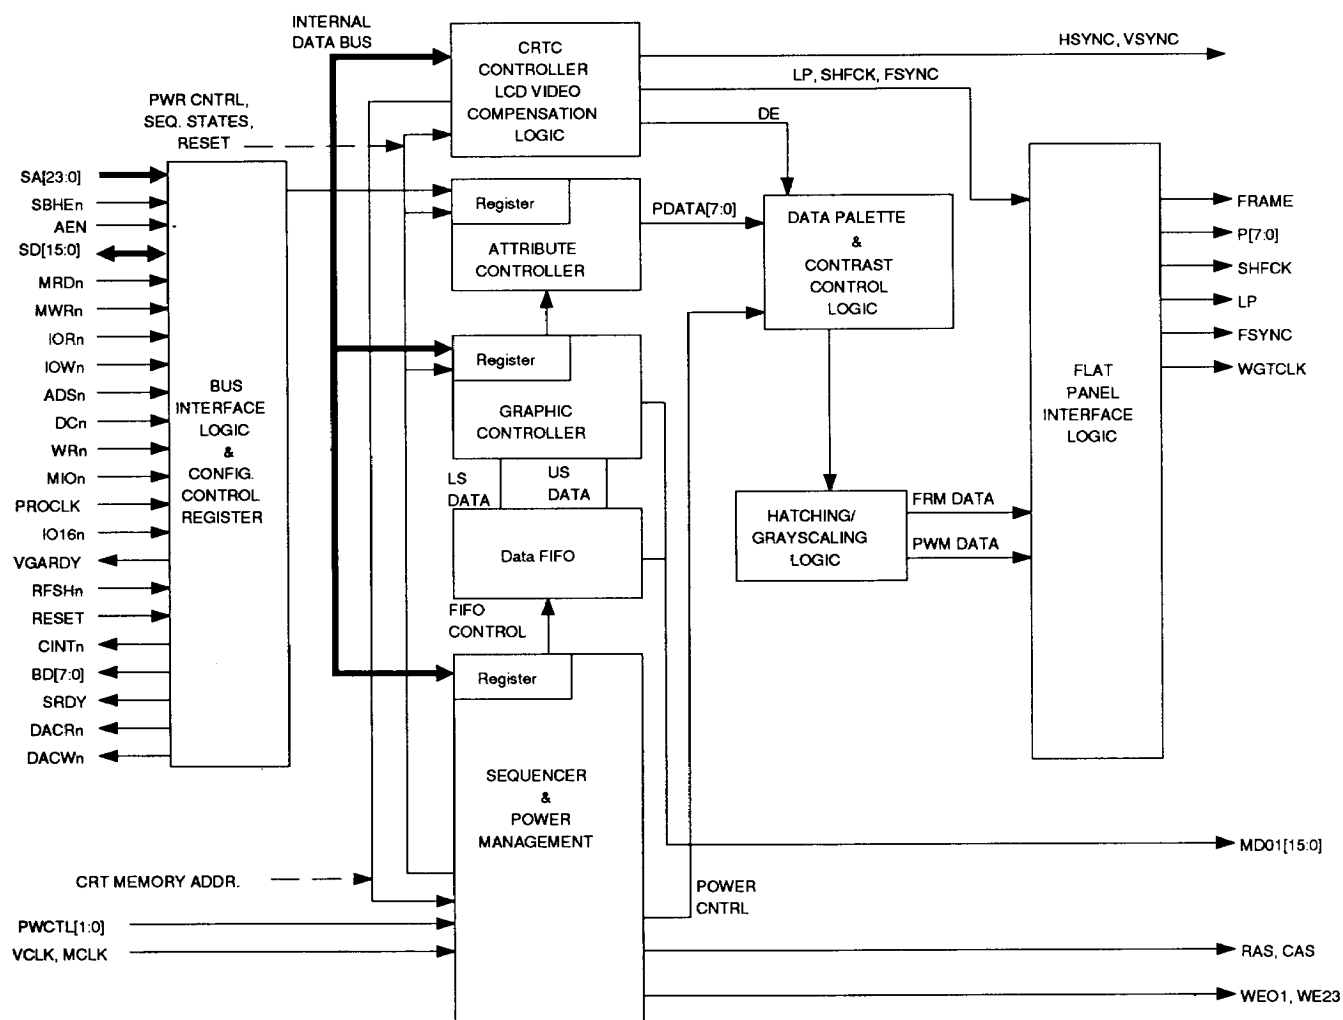 INTERNAL
DATA BUS
CRTC
CONTROLLER
LCD VIDEO
COMPENSATION
LOGIC
HSYNC, VSYNC
LP, SHFCK, FSYNC
DE
PWR CNTRL,
SEQ. STATES,
RESET
SA[23:0]
SBHEn
AEN
SD[15:0]
MRDn
MWRn
IORn
IOWn
ADSn
DCn
WRn
MIOn
PROCLK
IO16n
VGARDY
RFSHn
RESET
CINTn
BD[7:0]
SRDY
DACRn
DACWn
BUS
INTERFACE
LOGIC
&
CONFIG.
CONTROL
REGISTER
Register
ATTRIBUTE
CONTROLLER
PDATA[7:0]
DATA PALETTE
&
CONTRAST
CONTROL
LOGIC
Register
GRAPHIC
CONTROLLER
LS
DATA
US
DATA
Data FIFO
FIFO
CONTROL
HATCHING/
GRAYSCALING
LOGIC
FRM DATA
PWM DATA
FLAT
PANEL
INTERFACE
LOGIC
FRAME
P[7:0]
SHFCK
LP
FSYNC
WGTCLK
Register
SEQUENCER
&
POWER
MANAGEMENT
CRT MEMORY ADDR.
PWCTL[1:0]
VCLK, MCLK
POWER
CNTRL
MD01[15:0]
RAS, CAS
WEO1, WE23